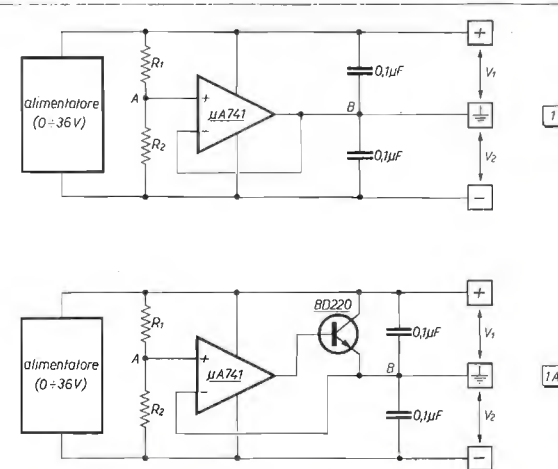 +
R1
0,1µF
V1
alimentatore
(0÷36V)
A
+
µA741
B
1
−
R2
0,1µF
V2
−
+
BD220
R1
0,1µF
V1
alimentatore
(0÷36V)
A
+
µA741
B
1A
−
R2
0,1µF
V2
−